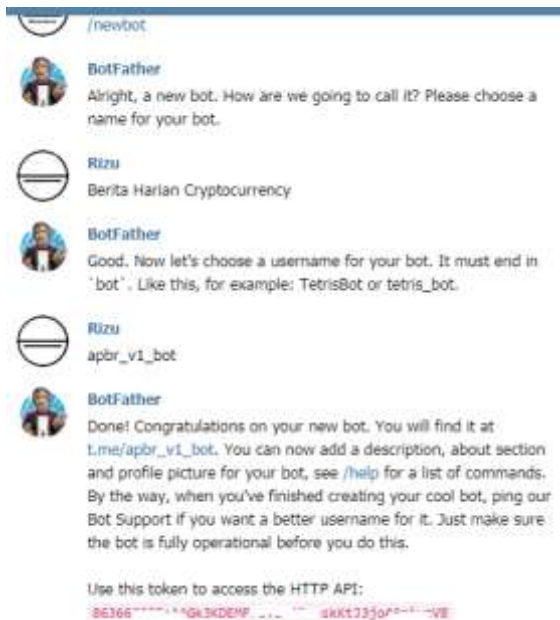 /newbot
BotFather
Alright, a new bot. How are we going to call it? Please choose a
name for your bot.
Rizu
Berita Harian Cryptocurrency
BotFather
Good. Now let's choose a username for your bot. It must end in
`bot`. Like this, for example: TetrisBot or tetris_bot.
Rizu
apbr_v1_bot
BotFather
Done! Congratulations on your new bot. You will find it at
t.me/apbr_v1_bot. You can now add a description, about section
and profile picture for your bot, see /help for a list of commands.
By the way, when you've finished creating your cool bot, ping our
Bot Support if you want a better username for it. Just make sure
the bot is fully operational before you do this.
Use this token to access the HTTP API: